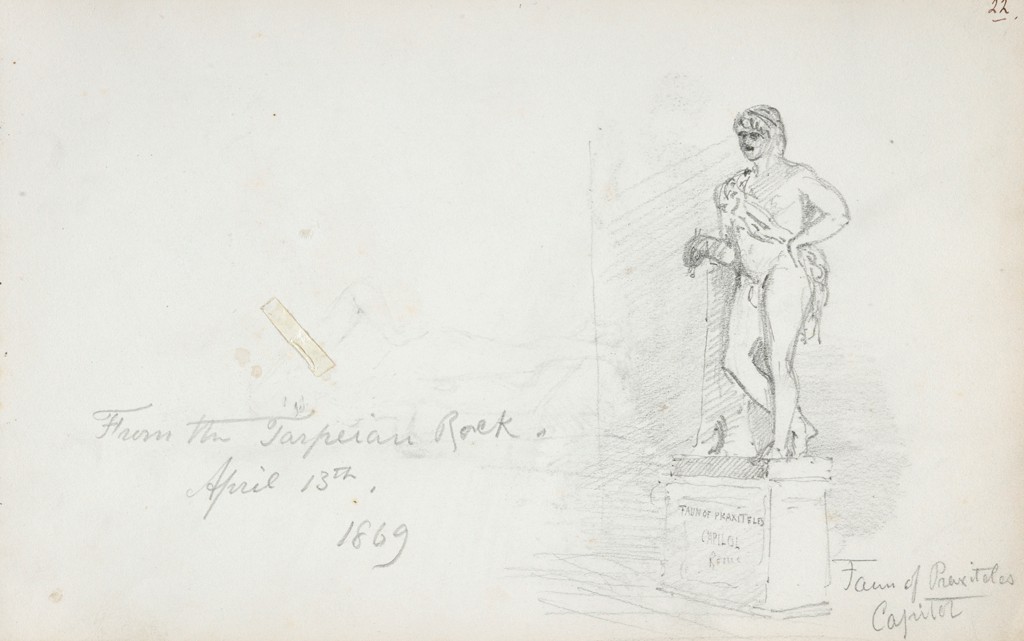 22.
From the Tarpeian Rock.
April 13th.
1869
FAUN OF PRAXITELES
CAPITOL
ROME
Faun of Praxiteles
Capitol